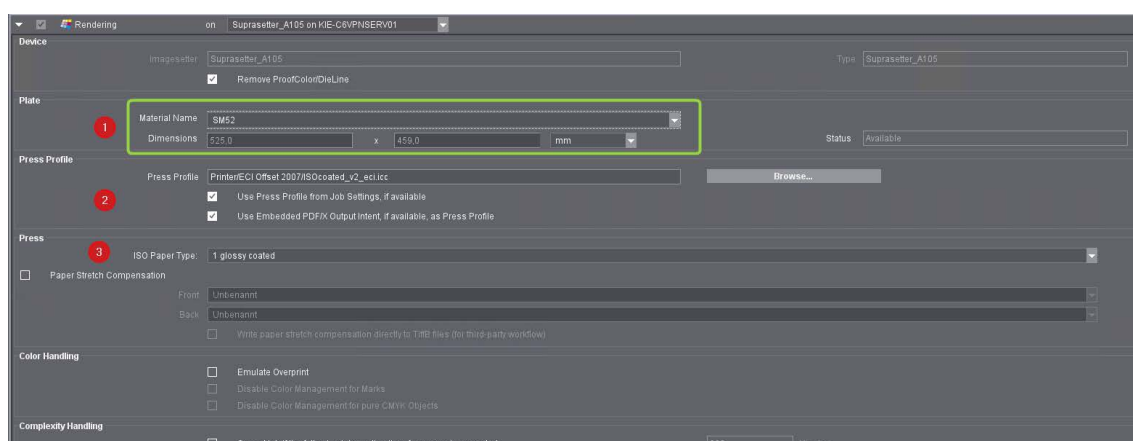 Rendering on Suprasetter_A105 on KIE-C6VPNSERV01
Device
Imagesetter Suprasetter_A105 Type Suprasetter_A105
Remove ProofColor/DieLine
Plate
1
Material Name SM52
Dimensions 525,0 x 459,0 mm Status Available
Press Profile
Press Profile Printer/ECI Offset 2007/ISOcoated_v2_eci.icc Browse...
2
Use Press Profile from Job Settings, if available
Use Embedded PDF/X Output Intent, if available, as Press Profile
Press
3
ISO Paper Type: 1 glossy coated
Paper Stretch Compensation
Front Unbenannt
Back Unbenannt
Write paper stretch compensation directly to TiffB files (for third-party workflow)
Color Handling
Emulate Overprint
Disable Color Management for Marks
Disable Color Management for pure CMYK Objects
Complexity Handling